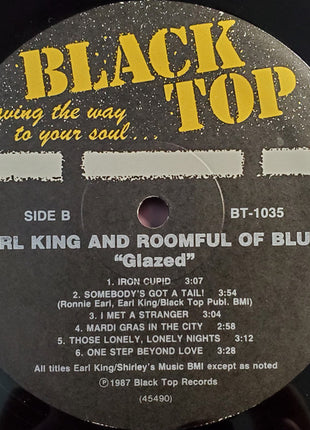 BLACK
TOP
ving the way
to your soul...
SIDE B
BT-1035
RL KING AND ROOMFUL OF BLU
"Glazed"
1. IRON CUPID 3:07
2. SOMEBODY'S GOT A TAIL! 3:54
(Ronnie Earl, Earl King/Black Top Publ. BMI)
3. I MET A STRANGER 3:04
4. MARDI GRAS IN THE CITY 2:58
5. THOSE LONELY, LONELY NIGHTS 3:12
6. ONE STEP BEYOND LOVE 3:28
All titles Earl King/Shirley's Music BMI except as noted
℗1987 Black Top Records
(45490)